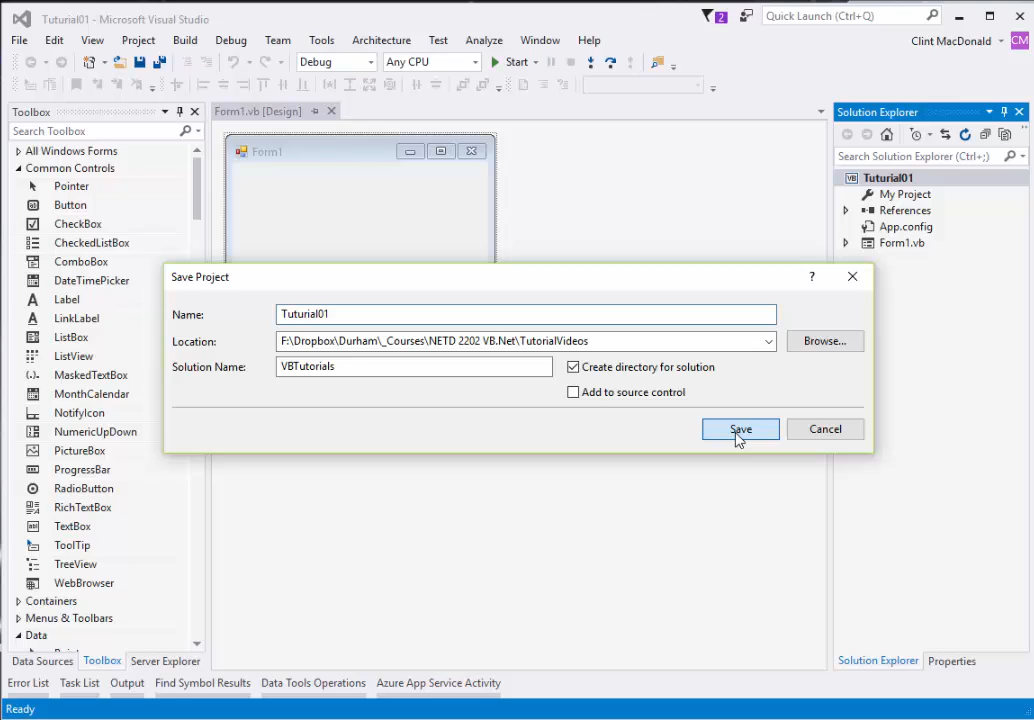 Tuturial01 - Microsoft Visual Studio
2
Quick Launch (Ctrl+Q)
File Edit View Project Build Debug Team Tools Architecture Test Analyze Window Help
Clint MacDonald CM
Debug Any CPU Start
Toolbox
Form1.vb [Design]
Solution Explorer
Search Toolbox
Search Solution Explorer (Ctrl+;)
All Windows Forms
Common Controls
Pointer
Button
CheckBox
CheckedListBox
ComboBox
DateTimePicker
Label
LinkLabel
ListBox
ListView
MaskedTextBox
MonthCalendar
NotifyIcon
NumericUpDown
PictureBox
ProgressBar
RadioButton
RichTextBox
TextBox
ToolTip
TreeView
WebBrowser
Containers
Menus & Toolbars
Data
Form1
VB Tuturial01
My Project
References
App.config
Form1.vb
Save Project
?
Name: Tuturial01
Location: F:\Dropbox\Durham\_Courses\NETD 2202 VB.Net\TutorialVideos Browse...
Solution Name: VBTutorials Create directory for solution
Add to source control
Save Cancel
Data Sources Toolbox Server Explorer
Solution Explorer Properties
Error List Task List Output Find Symbol Results Data Tools Operations Azure App Service Activity
Ready